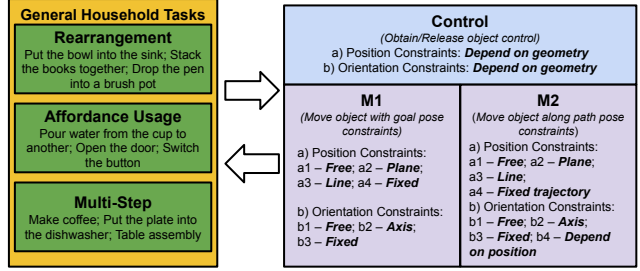 General Household Tasks
Rearrangement
Put the bowl into the sink; Stack
the books together; Drop the pen
into a brush pot
Affordance Usage
Pour water from the cup to
another; Open the door; Switch
the button
Multi-Step
Make coffee; Put the plate into
the dishwasher; Table assembly
Control
(Obtain/Release object control)
a) Position Constraints: Depend on geometry
b) Orientation Constraints: Depend on geometry
M1
(Move object with goal pose
constraints)
a) Position Constraints:
a1 – Free; a2 – Plane;
a3 – Line; a4 – Fixed
b) Orientation Constraints:
b1 – Free; b2 – Axis;
b3 – Fixed
M2
(Move object along path pose
constraints)
a) Position Constraints:
a1 – Free; a2 – Plane;
a3 – Line;
a4 – Fixed trajectory
b) Orientation Constraints:
b1 – Free; b2 – Axis;
b3 – Fixed; b4 – Depend
on position